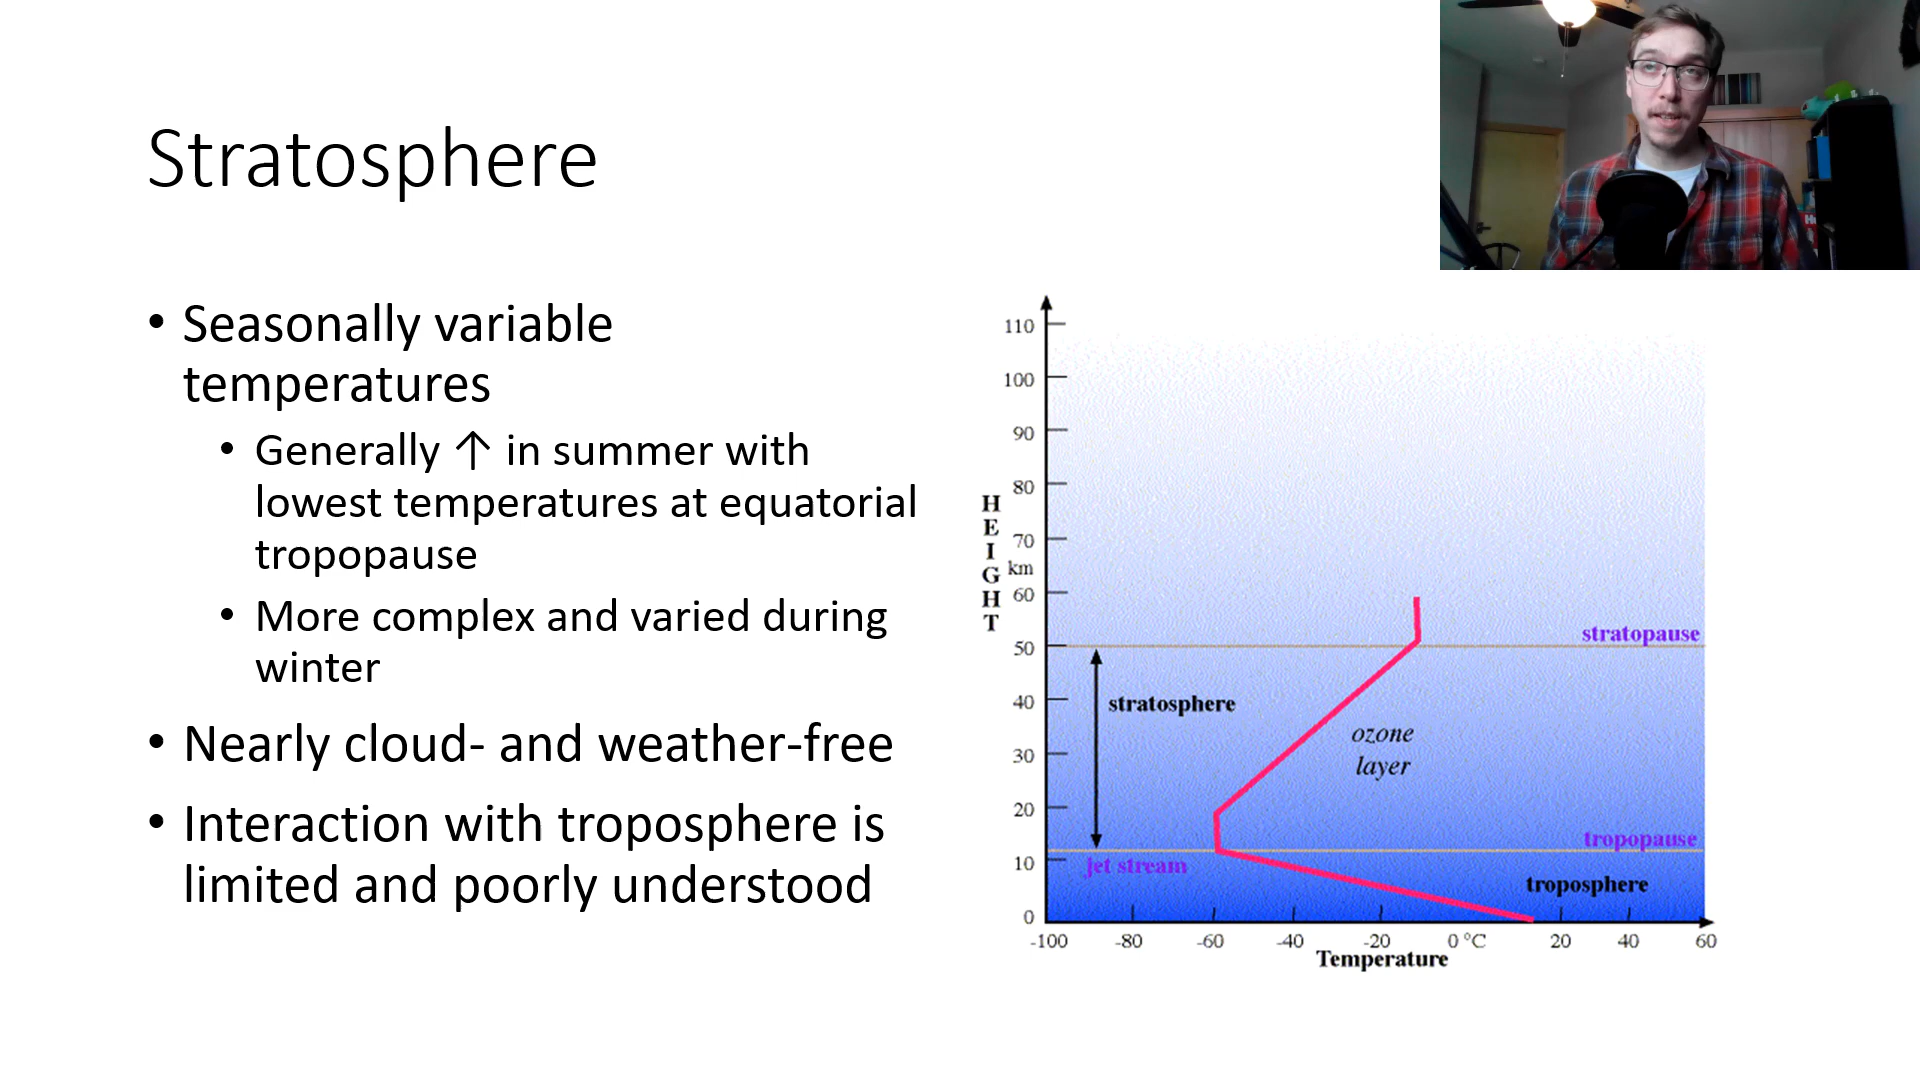 Stratosphere
• Seasonally variable
temperatures
• Generally ↑ in summer with
lowest temperatures at equatorial
tropopause
• More complex and varied during
winter
• Nearly cloud- and weather-free
• Interaction with troposphere is
limited and poorly understood
HEIGHT
km
110
100
90
80
70
60
50
40
30
20
10
0
stratopause
stratosphere
ozone
layer
tropopause
jet stream
troposphere
-100 -80 -60 -40 -20 0 °C 20 40 60
Temperature